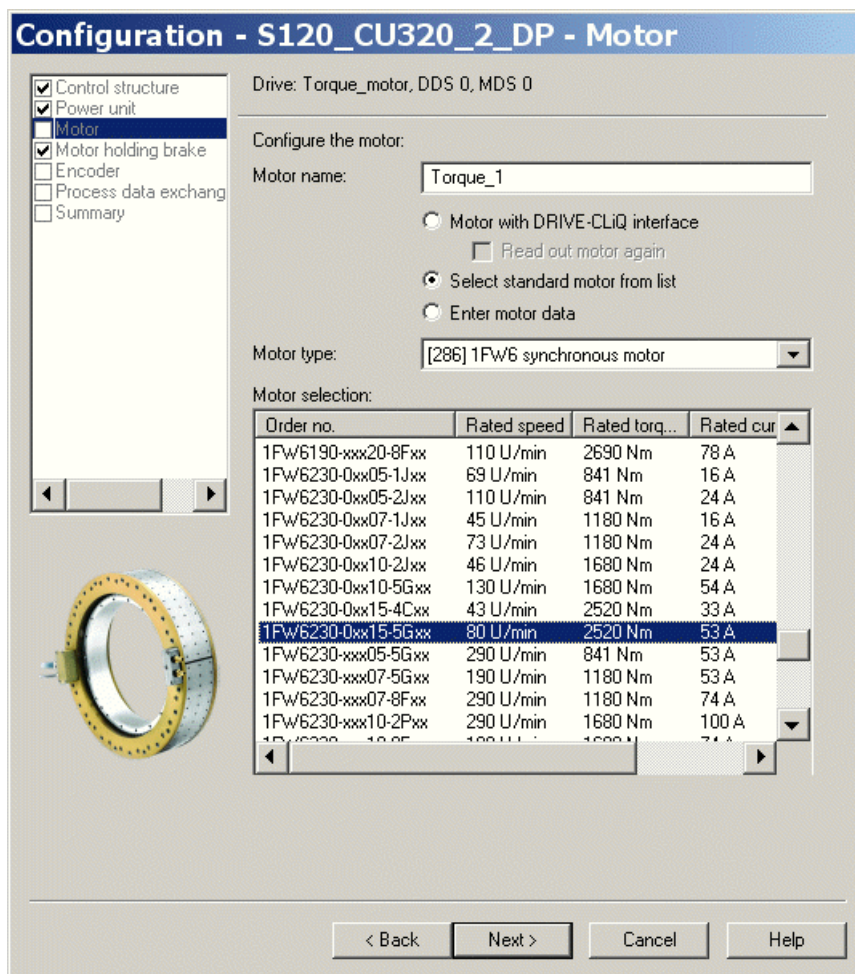 Configuration - S120_CU320_2_DP - Motor
Control structure
Power unit
Motor
Motor holding brake
Encoder
Process data exchang
Summary
Drive: Torque_motor, DDS 0, MDS 0
Configure the motor:
Motor name: Torque_1
Motor with DRIVE-CLiQ interface
Read out motor again
Select standard motor from list
Enter motor data
Motor type: [286] 1FW6 synchronous motor
Motor selection:
Order no. Rated speed Rated torq... Rated cur
1FW6190-xxx20-8Fxx 110 U/min 2690 Nm 78 A
1FW6230-0xx05-1Jxx 69 U/min 841 Nm 16 A
1FW6230-0xx05-2Jxx 110 U/min 841 Nm 24 A
1FW6230-0xx07-1Jxx 45 U/min 1180 Nm 16 A
1FW6230-0xx07-2Jxx 73 U/min 1180 Nm 24 A
1FW6230-0xx10-2Jxx 46 U/min 1680 Nm 24 A
1FW6230-0xx10-5Gxx 130 U/min 1680 Nm 54 A
1FW6230-0xx15-4Cxx 43 U/min 2520 Nm 33 A
1FW6230-0xx15-5Gxx 80 U/min 2520 Nm 53 A
1FW6230-xxx05-5Gxx 290 U/min 841 Nm 53 A
1FW6230-xxx07-5Gxx 190 U/min 1180 Nm 53 A
1FW6230-xxx07-8Fxx 290 U/min 1180 Nm 74 A
1FW6230-xxx10-2Pxx 290 U/min 1680 Nm 100 A
< Back Next > Cancel Help